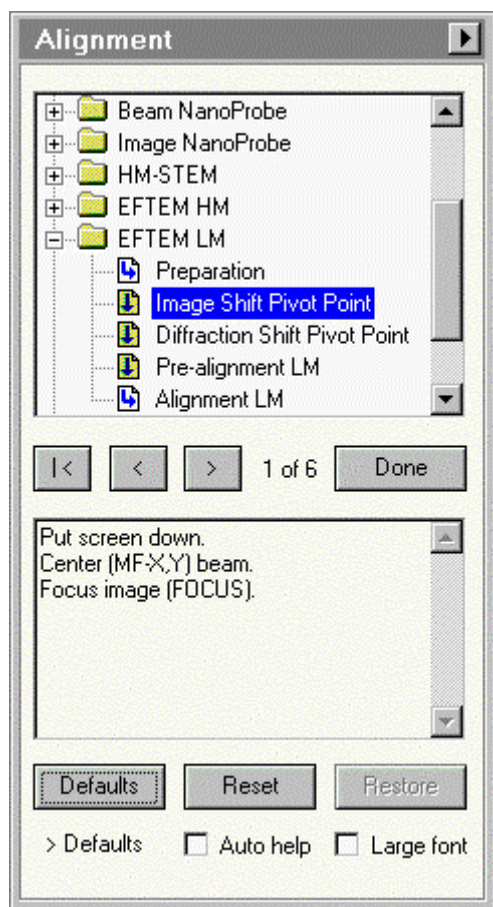 Alignment
Beam NanoProbe
Image NanoProbe
HM-STEM
EFTEM HM
EFTEM LM
Preparation
Image Shift Pivot Point
Diffraction Shift Pivot Point
Pre-alignment LM
Alignment LM
|< < > 1 of 6 Done
Put screen down.
Center (MF-X,Y) beam.
Focus image (FOCUS).
Defaults Reset Restore
> Defaults Auto help Large font